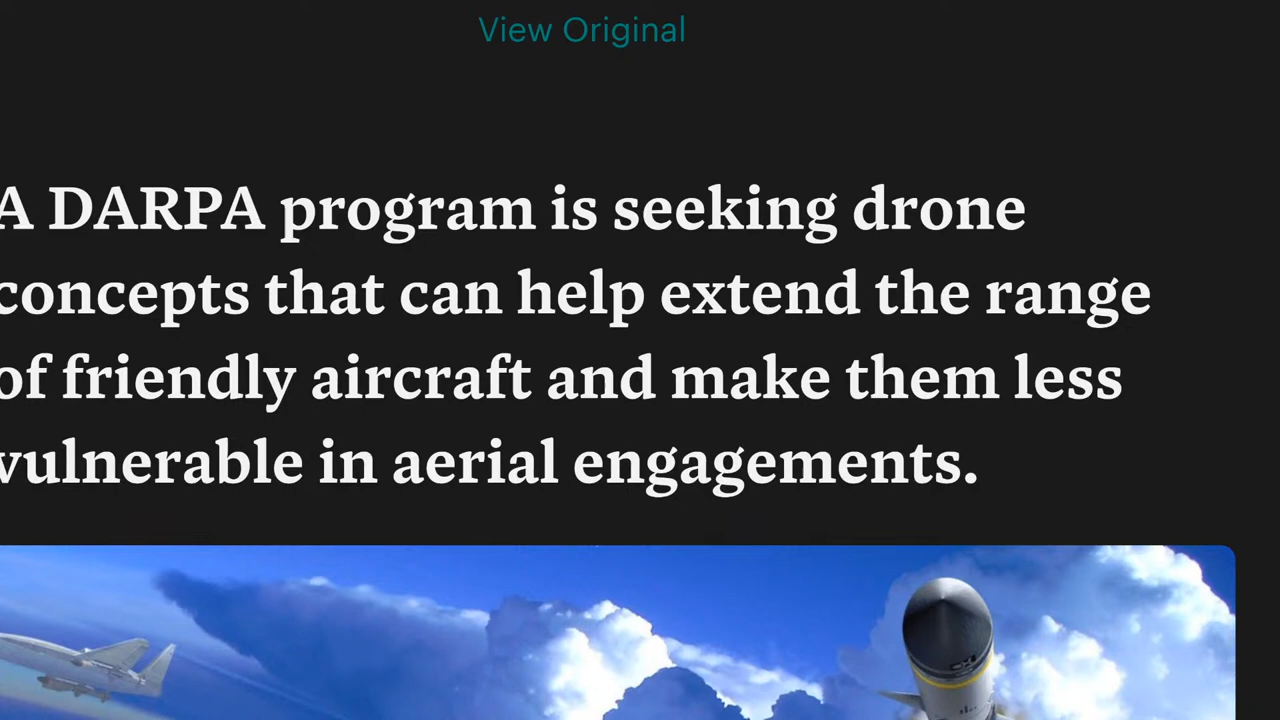 View Original
A DARPA program is seeking drone
concepts that can help extend the range
of friendly aircraft and make them less
vulnerable in aerial engagements.